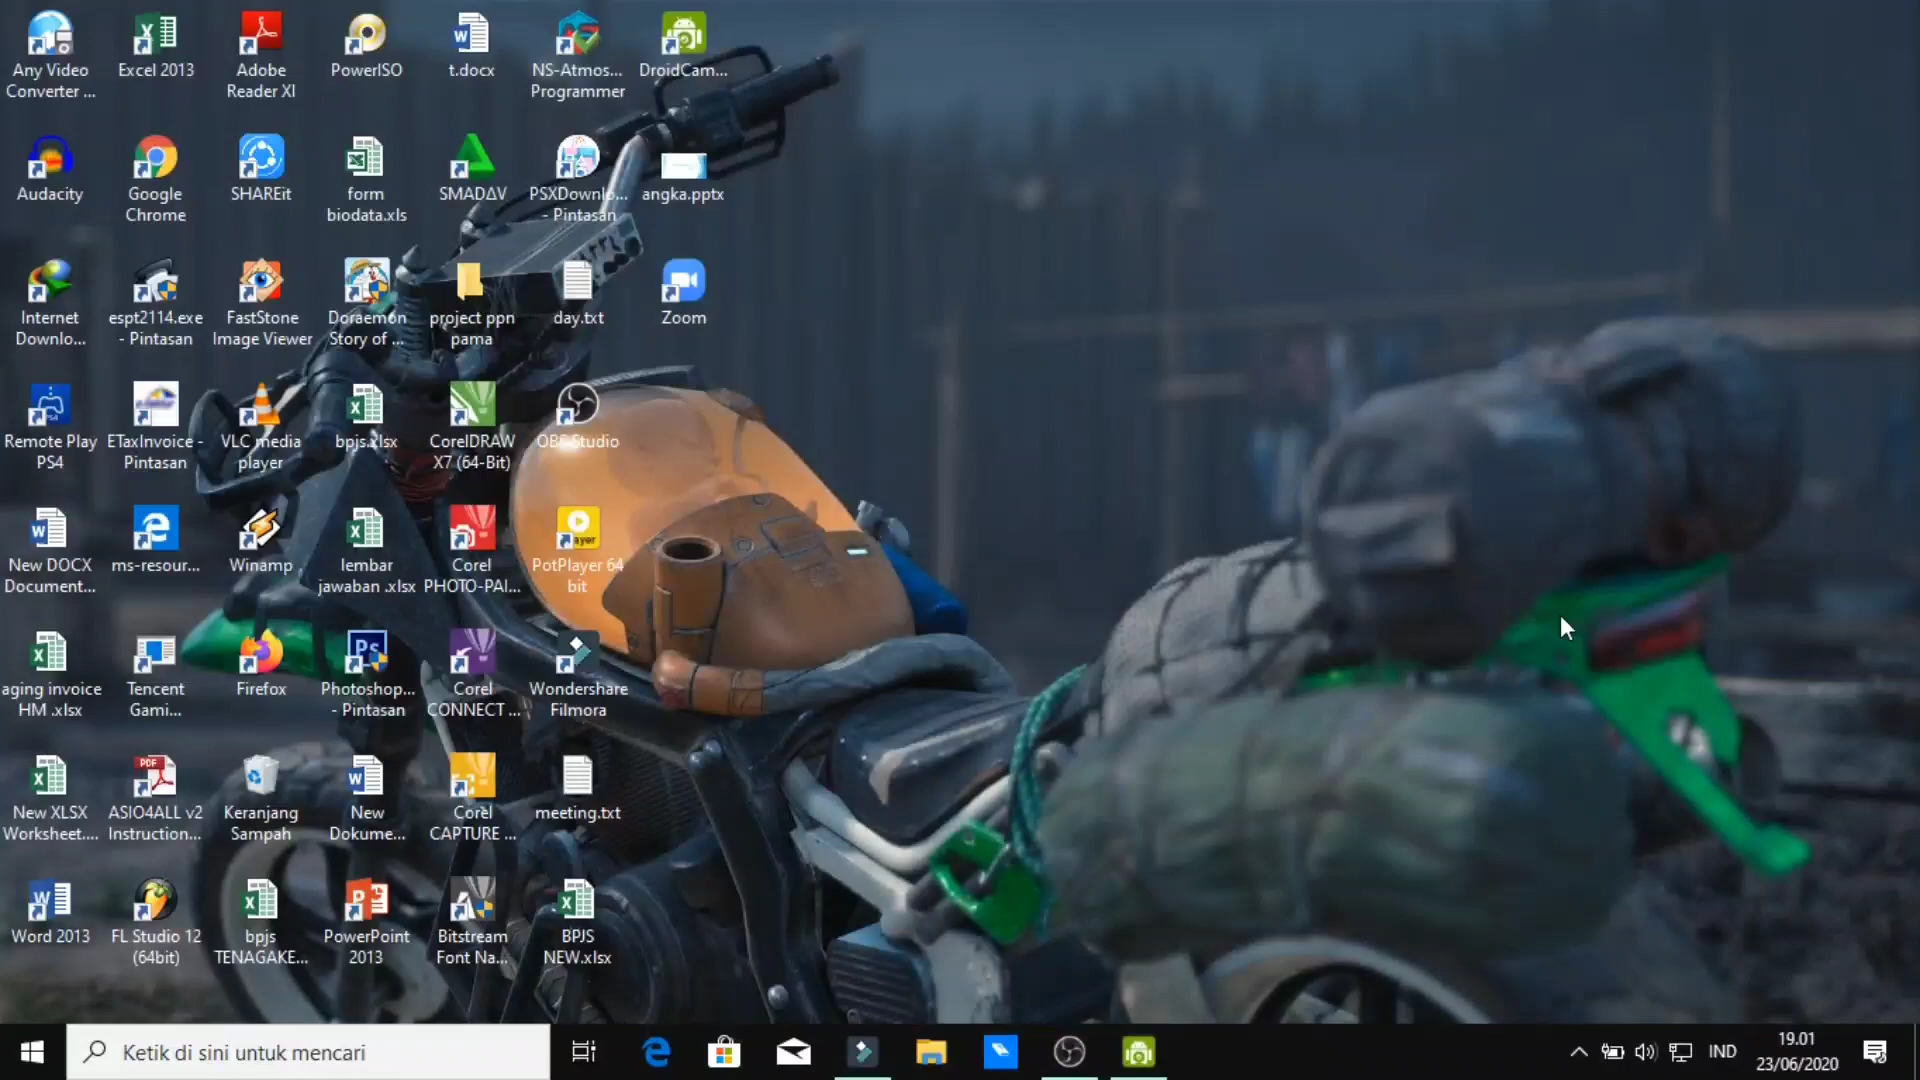 Any Video
Converter ...
Excel 2013
Adobe
Reader XI
PowerISO
t.docx
NS-Atmos...
Programmer
DroidCam...
Audacity
Google
Chrome
SHAREit
form
biodata.xls
SMADΔV
PSXDownlo...
- Pintasan
angka.pptx
Internet
Downlo...
espt2114.exe
- Pintasan
FastStone
Image Viewer
Doraemon
Story of ...
project ppn
pama
day.txt
Zoom
Remote Play
PS4
ETaxInvoice -
Pintasan
VLC media
player
bpjs.xlsx
CorelDRAW
X7 (64-Bit)
OBS Studio
New DOCX
Document...
ms-resour...
Winamp
lembar
jawaban .xlsx
Corel
PHOTO-PAI...
PotPlayer 64
bit
aging invoice
HM .xlsx
Tencent
Gami...
Firefox
Photoshop...
- Pintasan
Corel
CONNECT ...
Wondershare
Filmora
New XLSX
Worksheet....
ASIO4ALL v2
Instruction...
Keranjang
Sampah
New
Dokume...
Corel
CAPTURE ...
meeting.txt
Word 2013
FL Studio 12
(64bit)
bpjs
TENAGAKE...
PowerPoint
2013
Bitstream
Font Na...
BPJS
NEW.xlsx
Ketik di sini untuk mencari
IND
19.01
23/06/2020